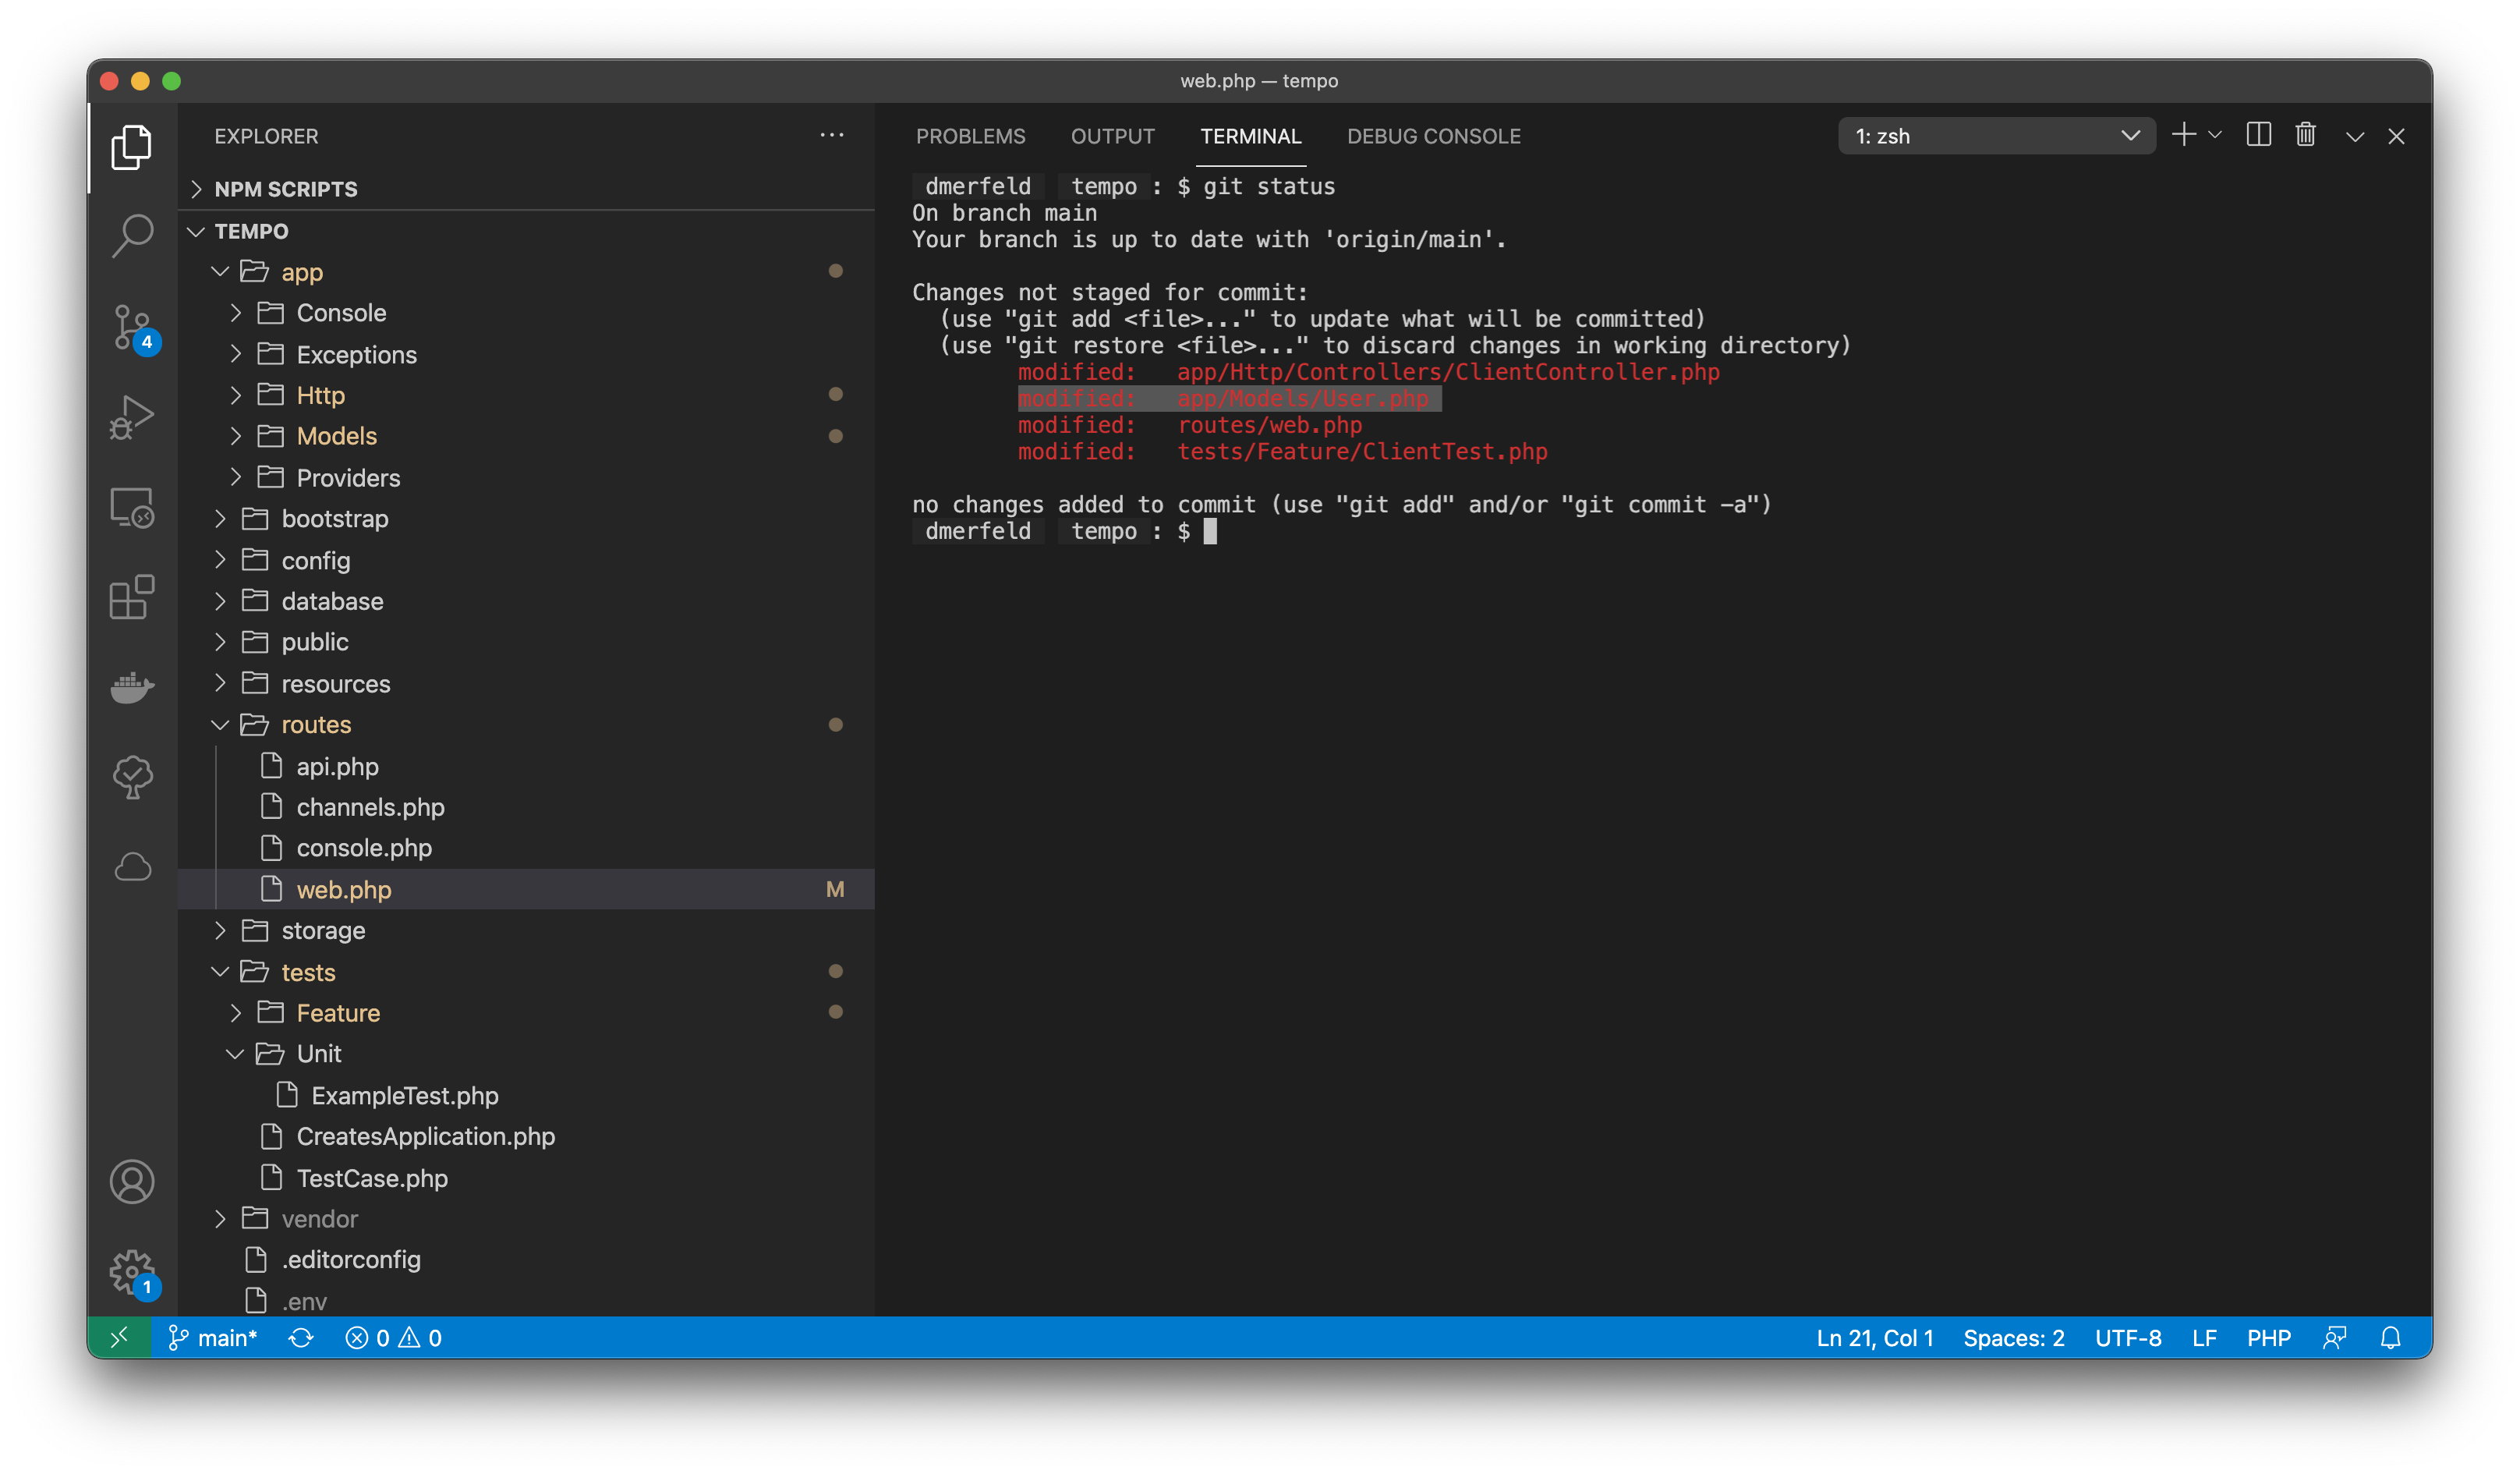 web.php — tempo
EXPLORER
NPM SCRIPTS
TEMPO
app
Console
Exceptions
Http
Models
Providers
bootstrap
config
database
public
resources
routes
api.php
channels.php
console.php
web.php M
storage
tests
Feature
Unit
ExampleTest.php
CreatesApplication.php
TestCase.php
vendor
.editorconfig
.env
4
1
PROBLEMS OUTPUT TERMINAL DEBUG CONSOLE 1: zsh
dmerfeld tempo : $ git status
On branch main
Your branch is up to date with 'origin/main'.
Changes not staged for commit:
(use "git add <file>..." to update what will be committed)
(use "git restore <file>..." to discard changes in working directory)
modified: app/Http/Controllers/ClientController.php
modified: app/Models/User.php
modified: routes/web.php
modified: tests/Feature/ClientTest.php
no changes added to commit (use "git add" and/or "git commit -a")
dmerfeld tempo : $
main* 0 0 Ln 21, Col 1 Spaces: 2 UTF-8 LF PHP